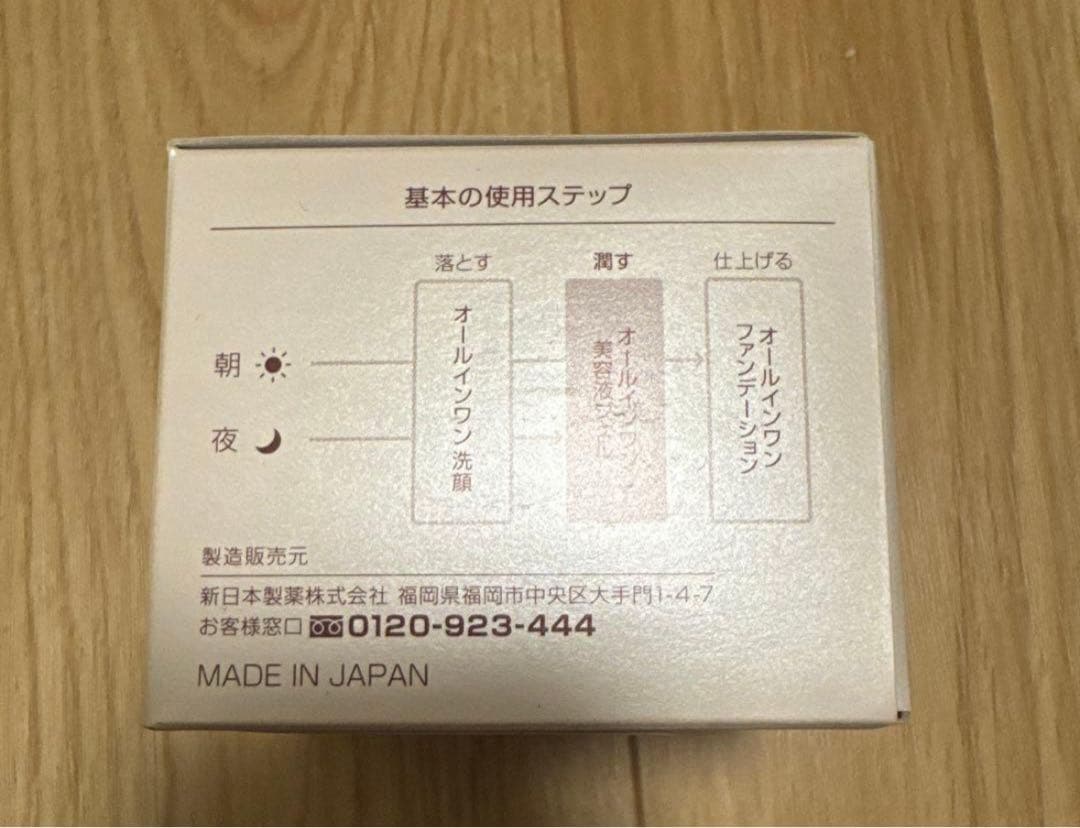 基本の使用ステップ
落とす
潤す
仕上げる
朝
夜
オールインワン洗顔
オールインワン
美容液ジェル
オールインワン
ファンデーション
製造販売元
新日本製薬株式会社 福岡県福岡市中央区大手門1-4-7
お客様窓口 0120-923-444
MADE IN JAPAN